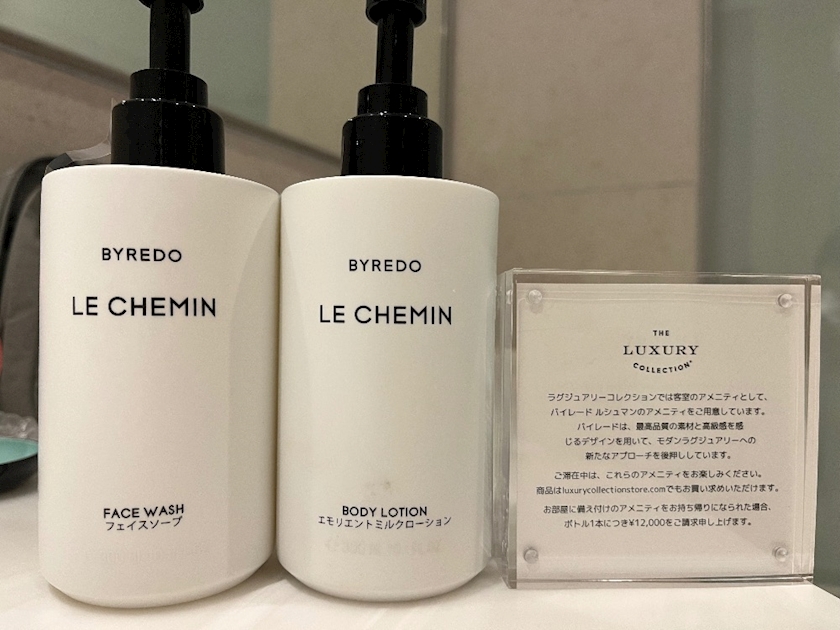 BYREDO
LE CHEMIN
FACE WASH
フェイスソープ
BYREDO
LE CHEMIN
BODY LOTION
エモリエントミルクローション
THE
LUXURY
COLLECTION®
ラグジュアリーコレクションでは客室のアメニティとして、
バイレード ルシュマンのアメニティをご用意しています。
バイレードは、最高品質の素材と高級感を感
じるデザインを用いて、モダンラグジュアリーへの
新たなアプローチを後押ししています。
ご滞在中は、これらのアメニティをお楽しみください。
商品はluxurycollectionstore.comでもお買い求めいただけます。
お部屋に備え付けのアメニティをお持ち帰りになられた場合、
ボトル1本につき¥12,000をご請求申し上げます。